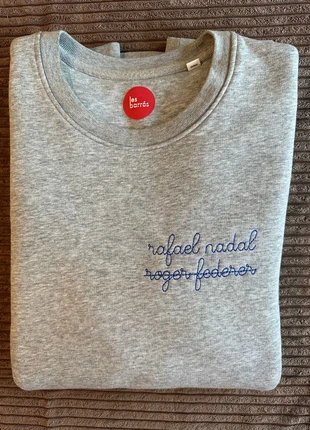 les
barrés
rafael nadal
roger federer